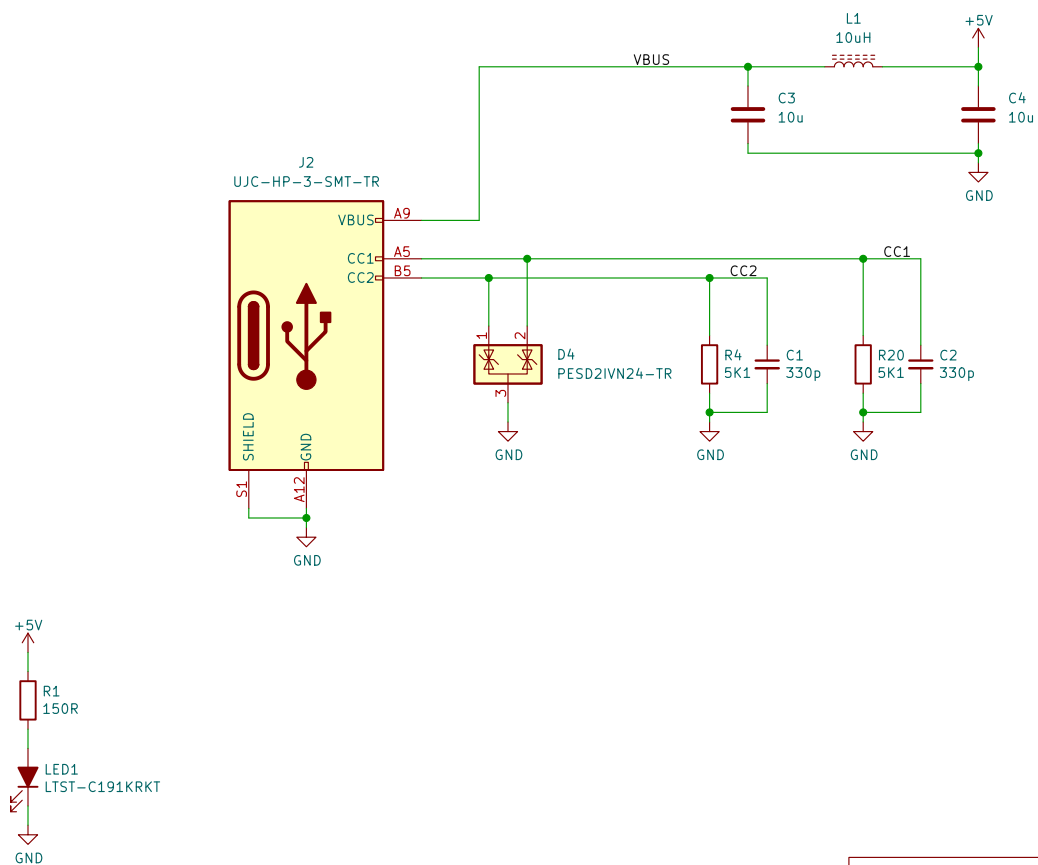 L1
10uH
+5V
VBUS
C3
10u
C4
10u
GND
J2
UJC-HP-3-SMT-TR
VBUS
A9
CC1
A5
CC2
B5
CC1
CC2
1
2
3
D4
PESD2IVN24-TR
GND
R4
5K1
C1
330p
GND
R20
5K1
C2
330p
GND
SHIELD
GND
S1
A12
GND
+5V
R1
150R
LED1
LTST-C191KRKT
GND